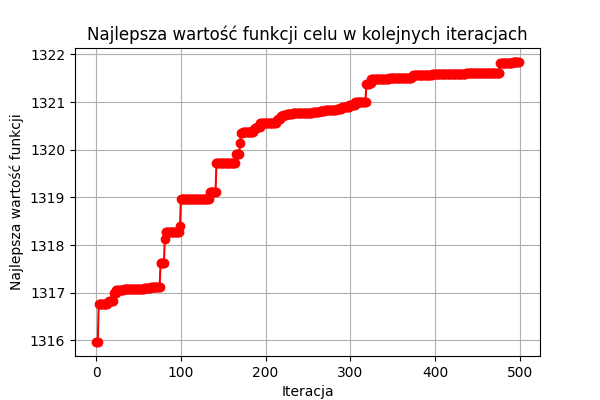 Najlepsza wartość funkcji celu w kolejnych iteracjach
1322
1321
1320
1319
1318
1317
1316
Najlepsza wartość funkcji
0 100 200 300 400 500
Iteracja